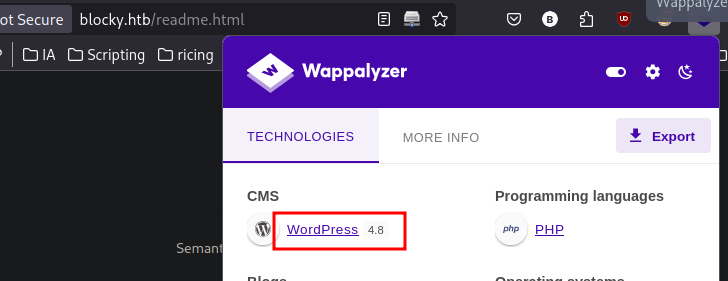 Wappalyzer
ot Secure blocky.htb/readme.html
IA Scripting ricing
Wappalyzer
TECHNOLOGIES MORE INFO Export
CMS Programming languages
WordPress 4.8 php PHP
Semant
Blogs Operating systems